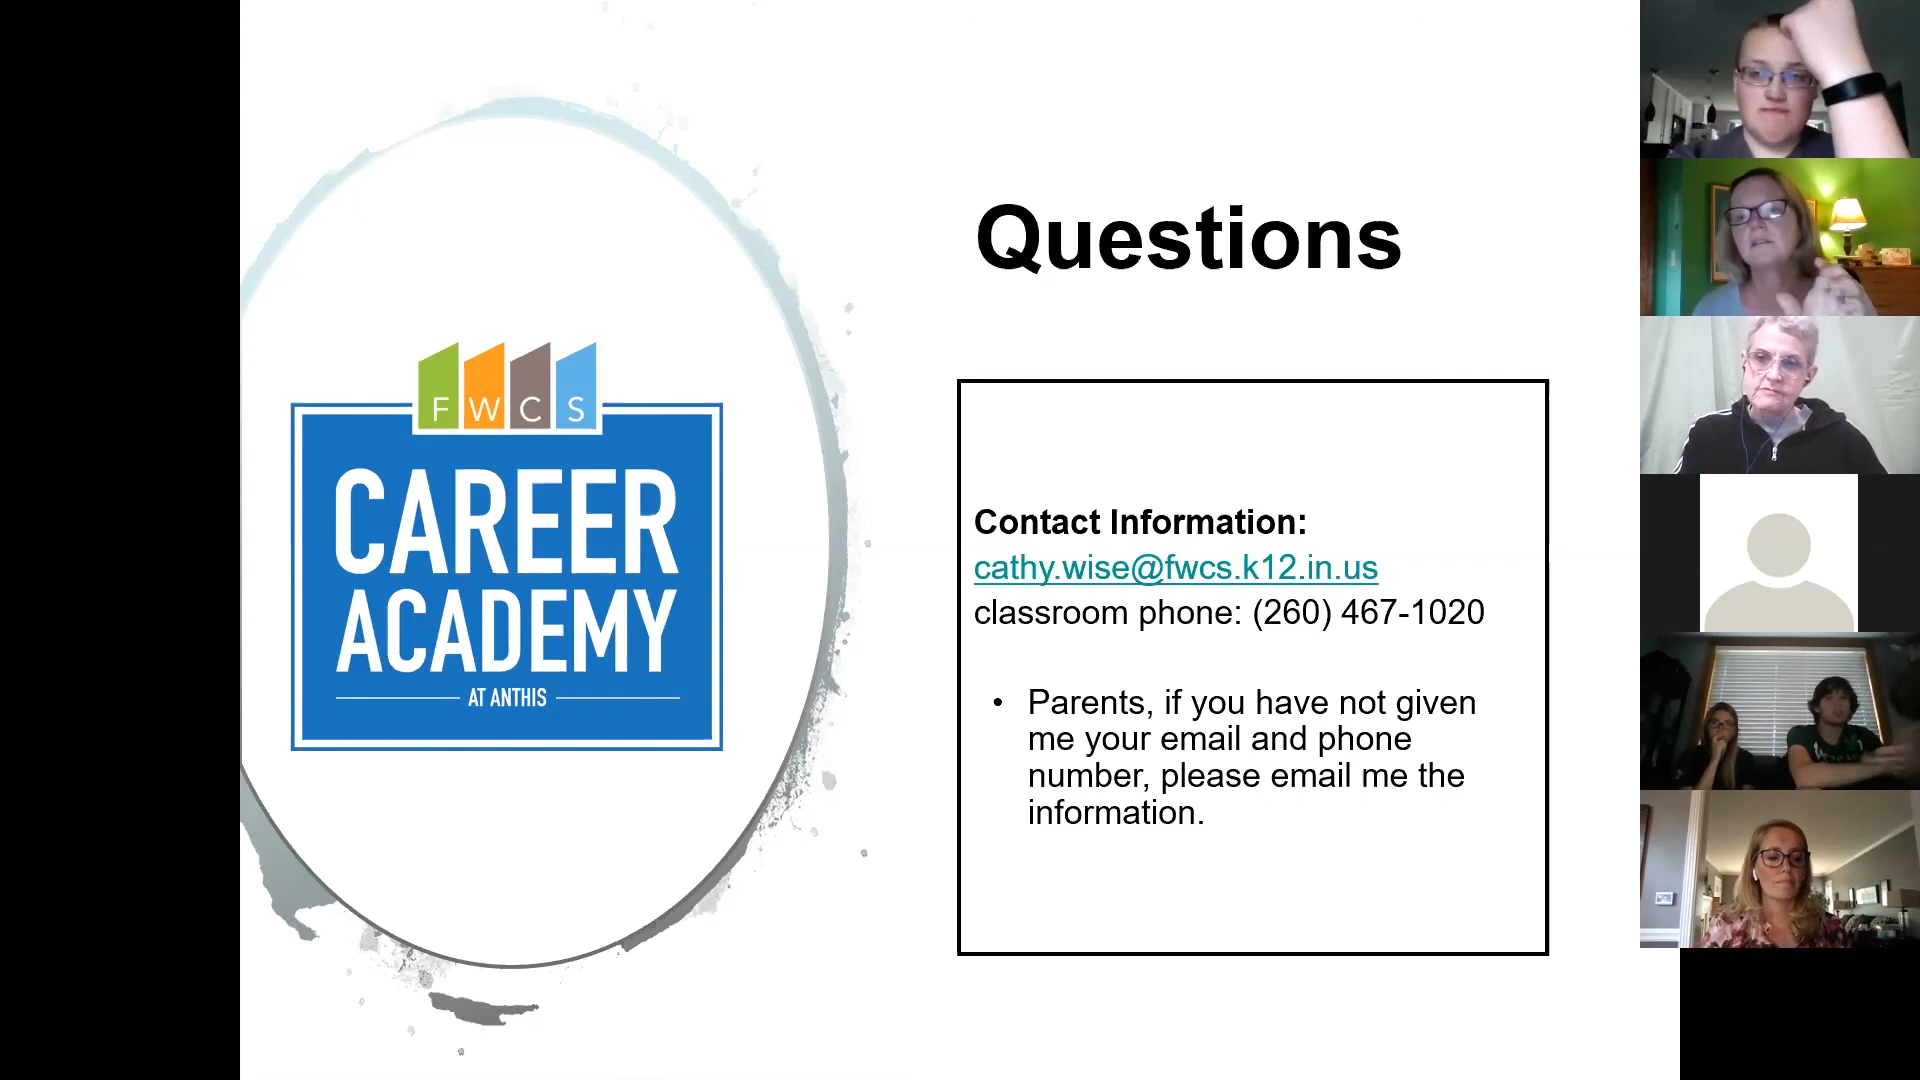 FWCS
CAREER
ACADEMY
AT ANTHIS
Questions
Contact Information:
cathy.wise@fwcs.k12.in.us
classroom phone: (260) 467-1020
• Parents, if you have not given
me your email and phone
number, please email me the
information.